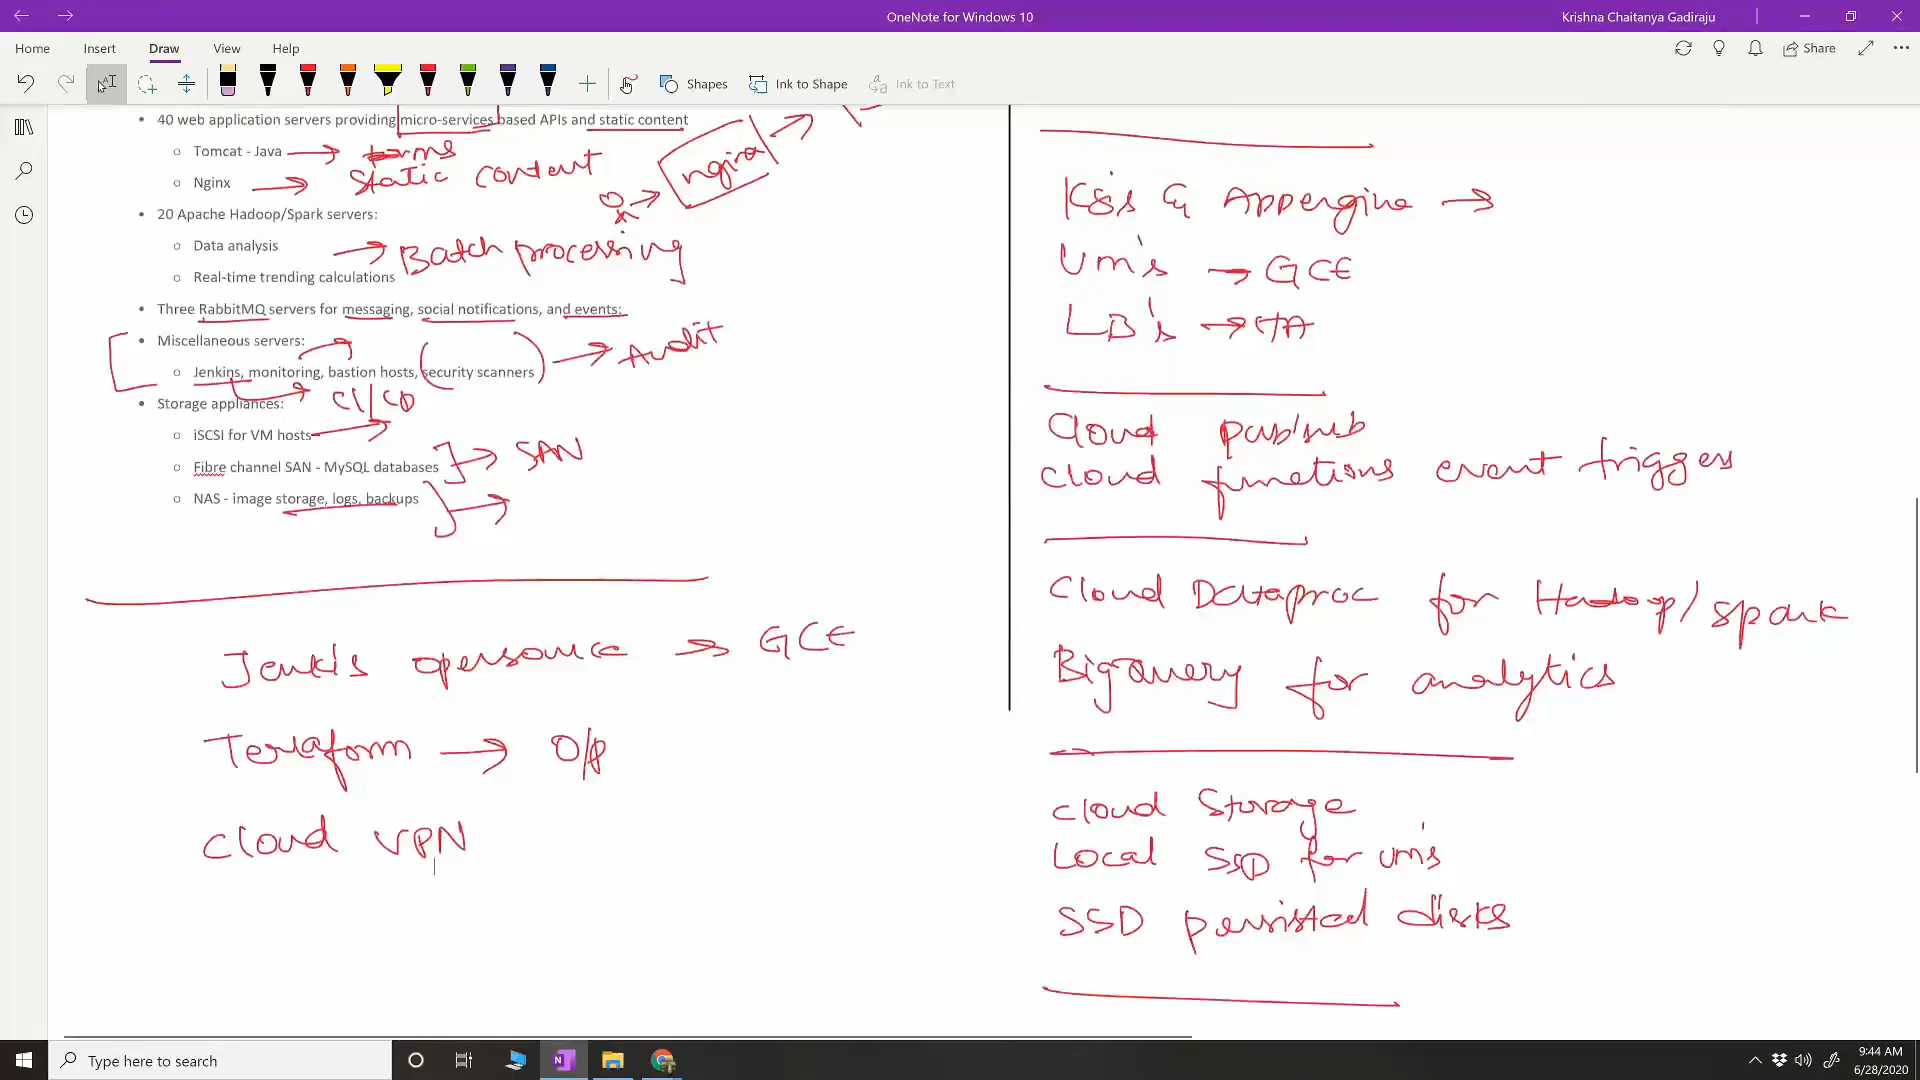 OneNote for Windows 10
Krishna Chaitanya Gadiraju
Home Insert Draw View Help
Share
Shapes
Ink to Shape
Ink to Text
• 40 web application servers providing micro-services based APIs and static content
○ Tomcat - Java →
○ Nginx → Static content
nginx
• 20 Apache Hadoop/Spark servers:
○ Data analysis → Batch processing
○ Real-time trending calculations
• Three RabbitMQ servers for messaging, social notifications, and events:
• Miscellaneous servers:
○ Jenkins, monitoring, bastion hosts, security scanners → Audit
• Storage appliances: CI/CD
○ iSCSI for VM hosts
○ Fibre channel SAN - MySQL databases → SAN
○ NAS - image storage, logs, backups
Jenkis opersource → GCE
Terraform → O/p
Cloud VPN
K8's & Appengine →
VM's → GCE
LB's → HA
Cloud pub/sub
cloud functions event triggers
Cloud Dataproc for Hadoop/spark
BigQuery for analytics
cloud Storage
Local SSD for vm's
SSD persisted disks
Type here to search
9:44 AM
6/28/2020